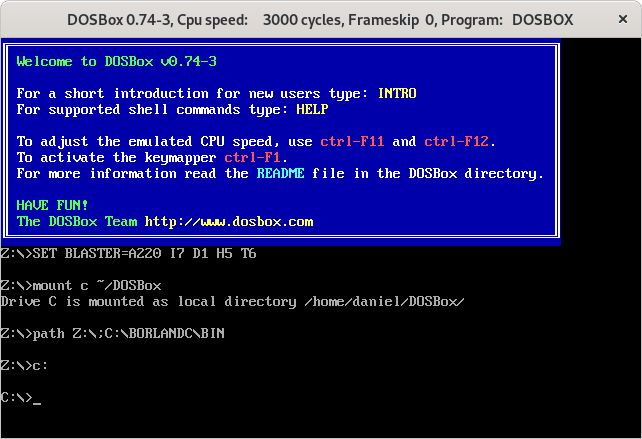 DOSBox 0.74-3, Cpu speed:    3000 cycles, Frameskip  0, Program:   DOSBOX
Welcome to DOSBox v0.74-3
For a short introduction for new users type: INTRO
For supported shell commands type: HELP
To adjust the emulated CPU speed, use ctrl-F11 and ctrl-F12.
To activate the keymapper ctrl-F1.
For more information read the README file in the DOSBox directory.
HAVE FUN!
The DOSBox Team http://www.dosbox.com
Z:\>SET BLASTER=A220 I7 D1 H5 T6
Z:\>mount c ~/DOSBox
Drive C is mounted as local directory /home/daniel/DOSBox/
Z:\>path Z:\;C:\BORLANDC\BIN
Z:\>c:
C:\>_